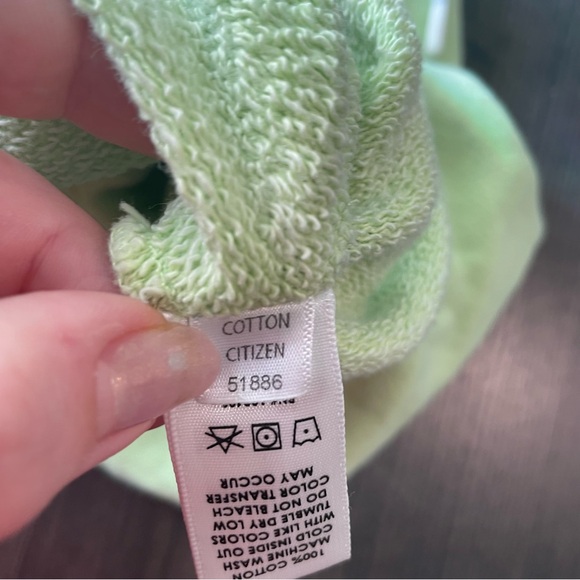 COTTON
CITIZEN
51886
100% COTTON
MACHINE WASH
COLD INSIDE OUT
WITH LIKE COLORS
TUMBLE DRY LOW
DO NOT BLEACH
COLOR TRANSFER
MAY OCCUR